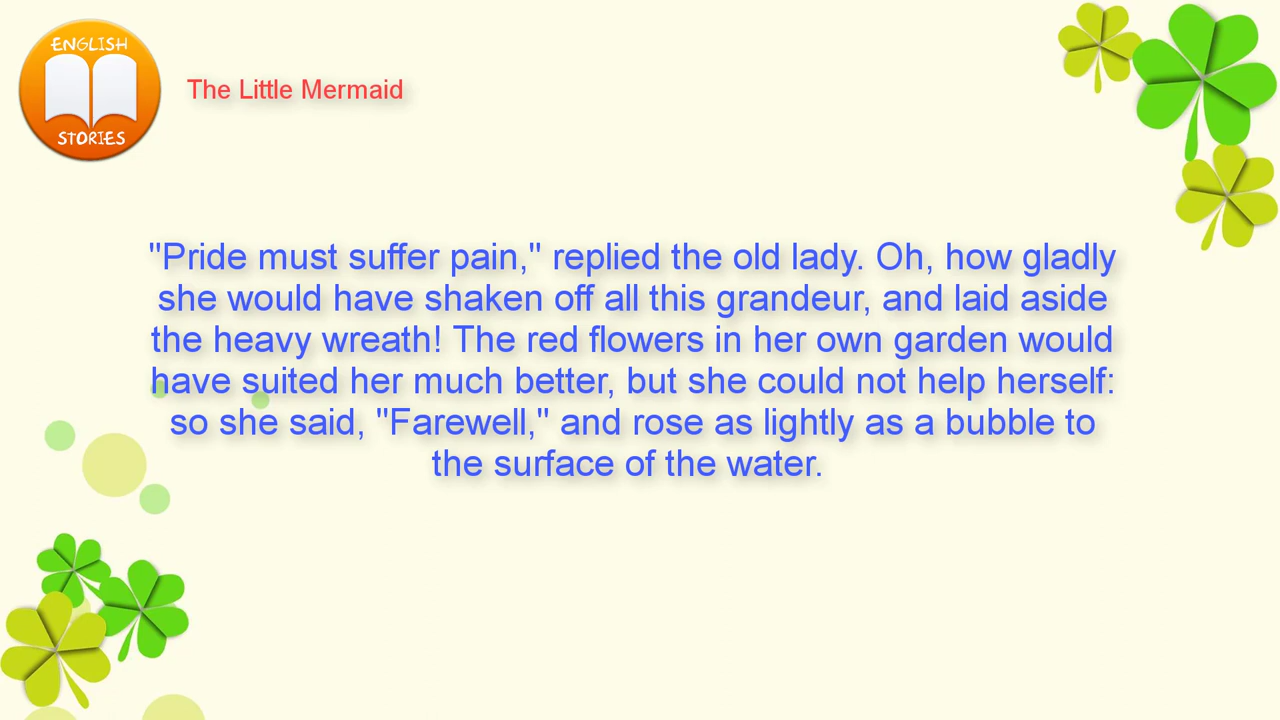 ENGLISH
STORIES
The Little Mermaid
"Pride must suffer pain," replied the old lady. Oh, how gladly
she would have shaken off all this grandeur, and laid aside
the heavy wreath! The red flowers in her own garden would
have suited her much better, but she could not help herself:
so she said, "Farewell," and rose as lightly as a bubble to
the surface of the water.